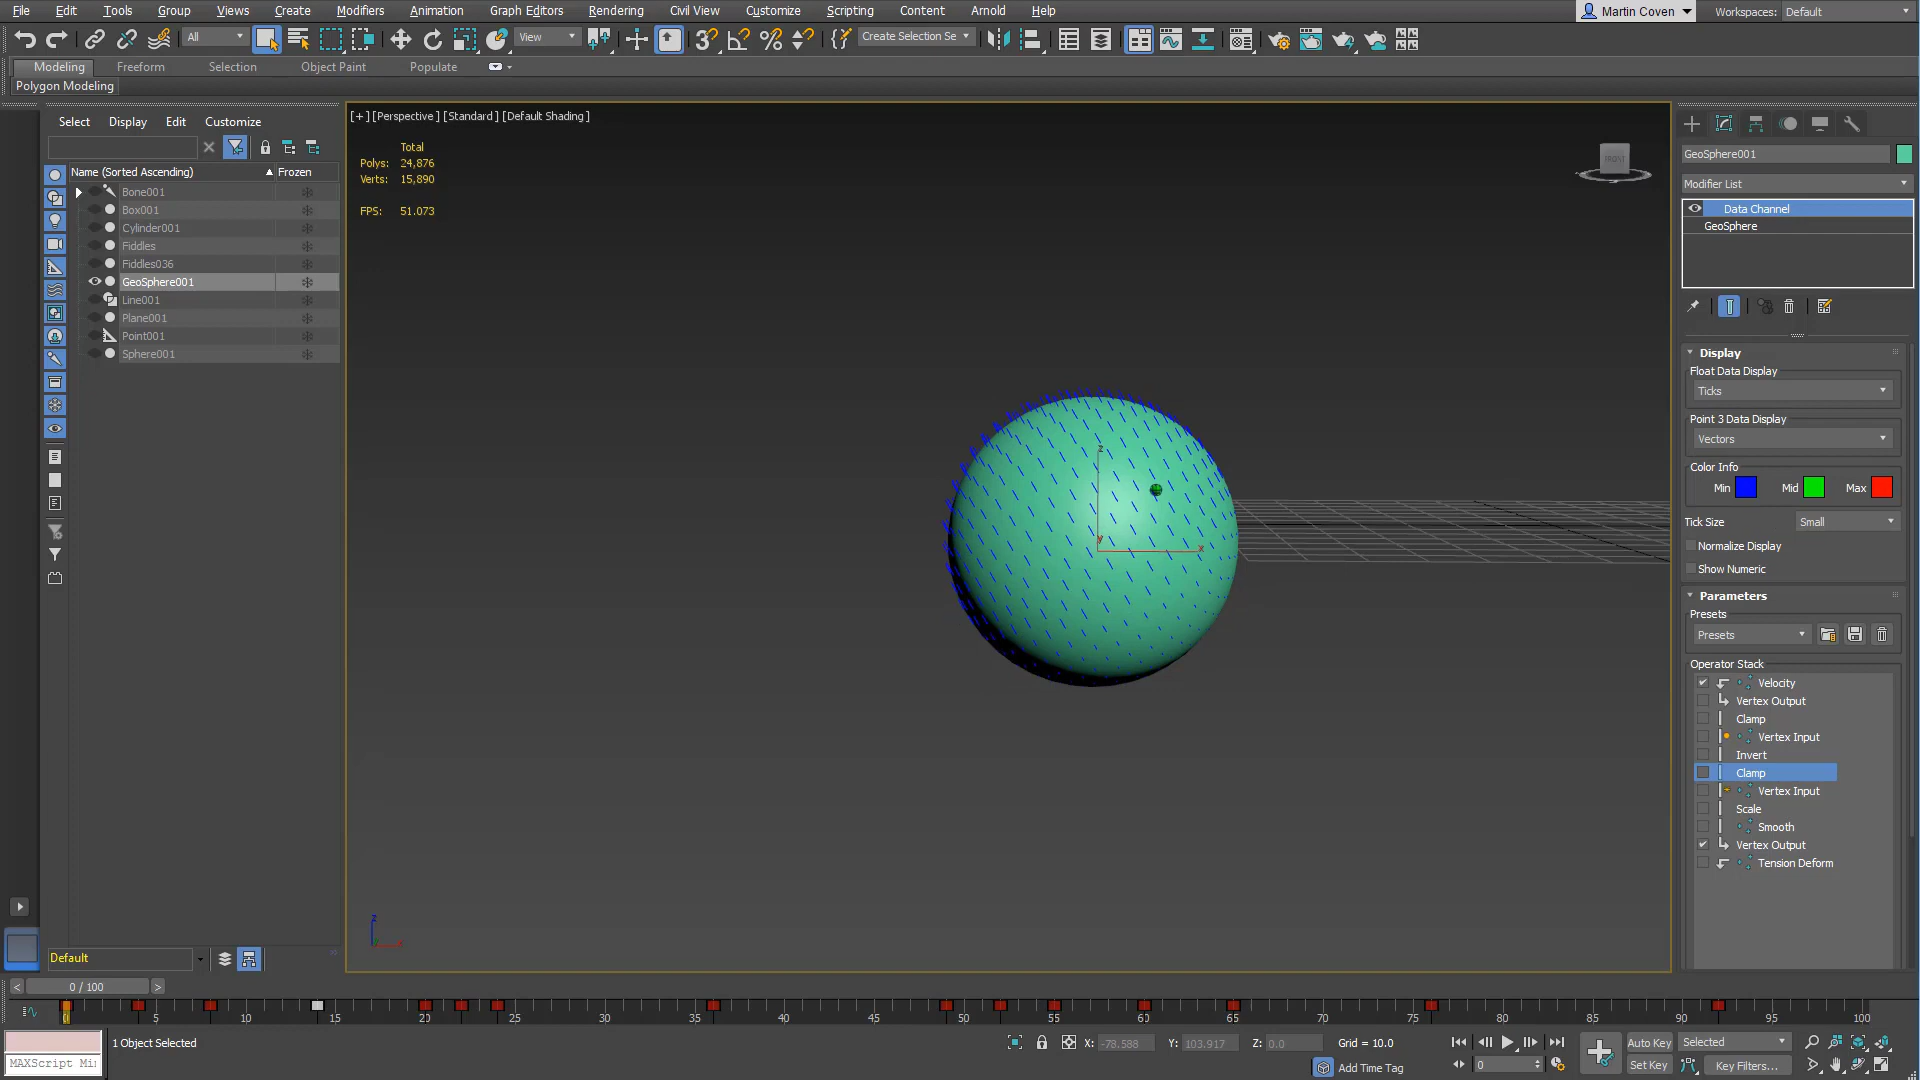 File Edit Tools Group Views Create Modifiers Animation Graph Editors Rendering Civil View Customize Scripting Content Arnold Help Martin Coven Workspaces: Default
All View Create Selection Se
Modeling Freeform Selection Object Paint Populate
Polygon Modeling
Select Display Edit Customize
Name (Sorted Ascending) Frozen
Bone001
Box001
Cylinder001
Fiddles
Fiddles036
GeoSphere001
Line001
Plane001
Point001
Sphere001
Default
[+] [Perspective] [Standard] [Default Shading]
Total
Polys: 24,876
Verts: 15,890
FPS: 51.073
FRONT
z
y
x
z
GeoSphere001
Modifier List
Data Channel
GeoSphere
Display
Float Data Display
Ticks
Point 3 Data Display
Vectors
Color Info
Min Mid Max
Tick Size Small
Normalize Display
Show Numeric
Parameters
Presets
Presets
Operator Stack
Velocity
Vertex Output
Clamp
Vertex Input
Invert
Clamp
Vertex Input
Scale
Smooth
Vertex Output
Tension Deform
< 0 / 100 >
0 5 10 15 20 25 30 35 40 45 50 55 60 65 70 75 80 85 90 95 100
1 Object Selected X: -78.588 Y: 103.917 Z: 0.0 Grid = 10.0 Auto Key Selected
MAXScript Mi Add Time Tag 0 Set Key Key Filters...